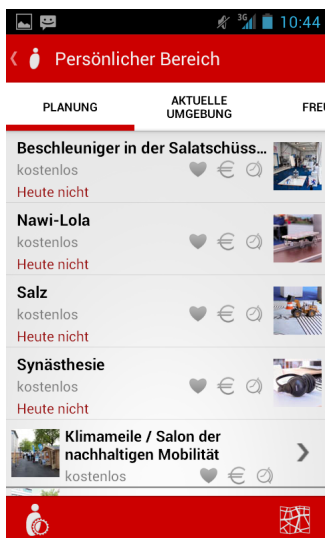 3G 10:44
Persönlicher Bereich
PLANUNG
AKTUELLE
UMGEBUNG
FREU
Beschleuniger in der Salatschüss...
kostenlos
Heute nicht
Nawi-Lola
kostenlos
Heute nicht
Salz
kostenlos
Heute nicht
Synästhesie
kostenlos
Heute nicht
Klimameile / Salon der
nachhaltigen Mobilität
kostenlos